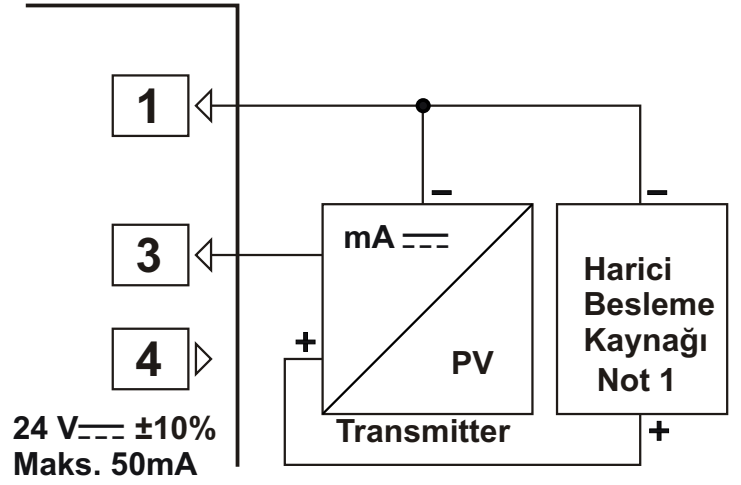 1
−
−
mA
3
Harici
Besleme
Kaynağı
Not 1
+
4
PV
24 V ±10%
Maks. 50mA
Transmitter
+